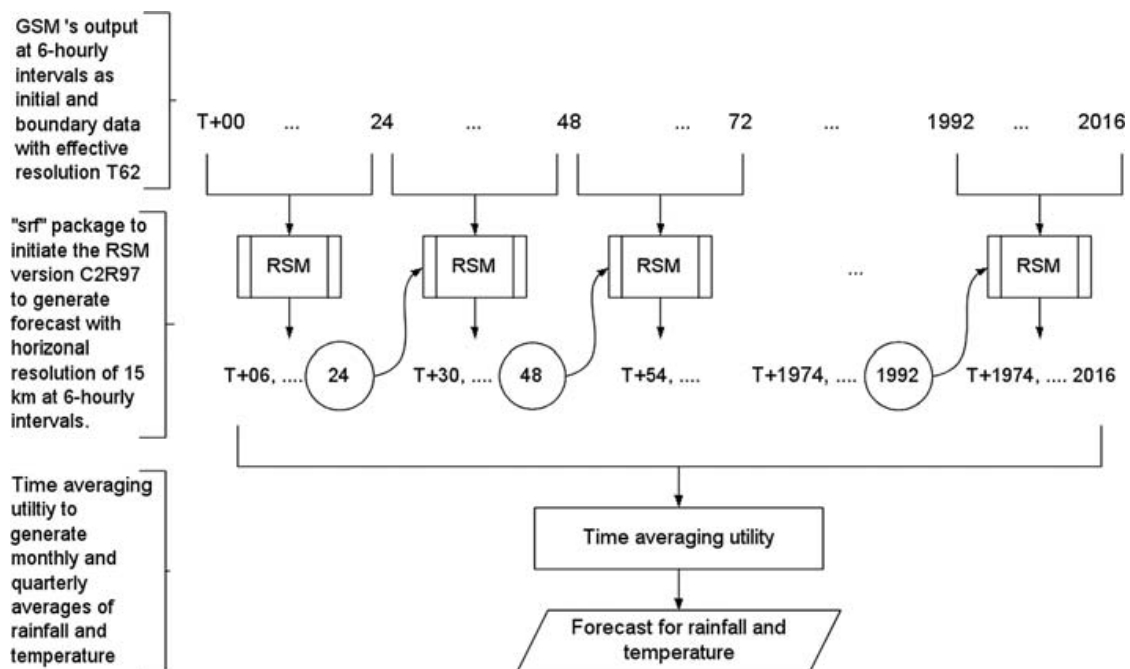 GSM 's output
at 6-hourly
intervals as
initial and
boundary data
with effective
resolution T62
T+00 ... 24 ... 48 ... 72 ... 1992 ... 2016
"srf" package to
initiate the RSM
version C2R97
to generate
forecast with
horizonal
resolution of 15
km at 6-hourly
intervals.
RSM RSM RSM ... RSM
T+06, .... 24 T+30, .... 48 T+54, .... T+1974, .... 1992 T+1974, .... 2016
Time averaging
utiltiy to
generate
monthly and
quarterly
averages of
rainfall and
temperature
Time averaging utility
Forecast for rainfall and
temperature